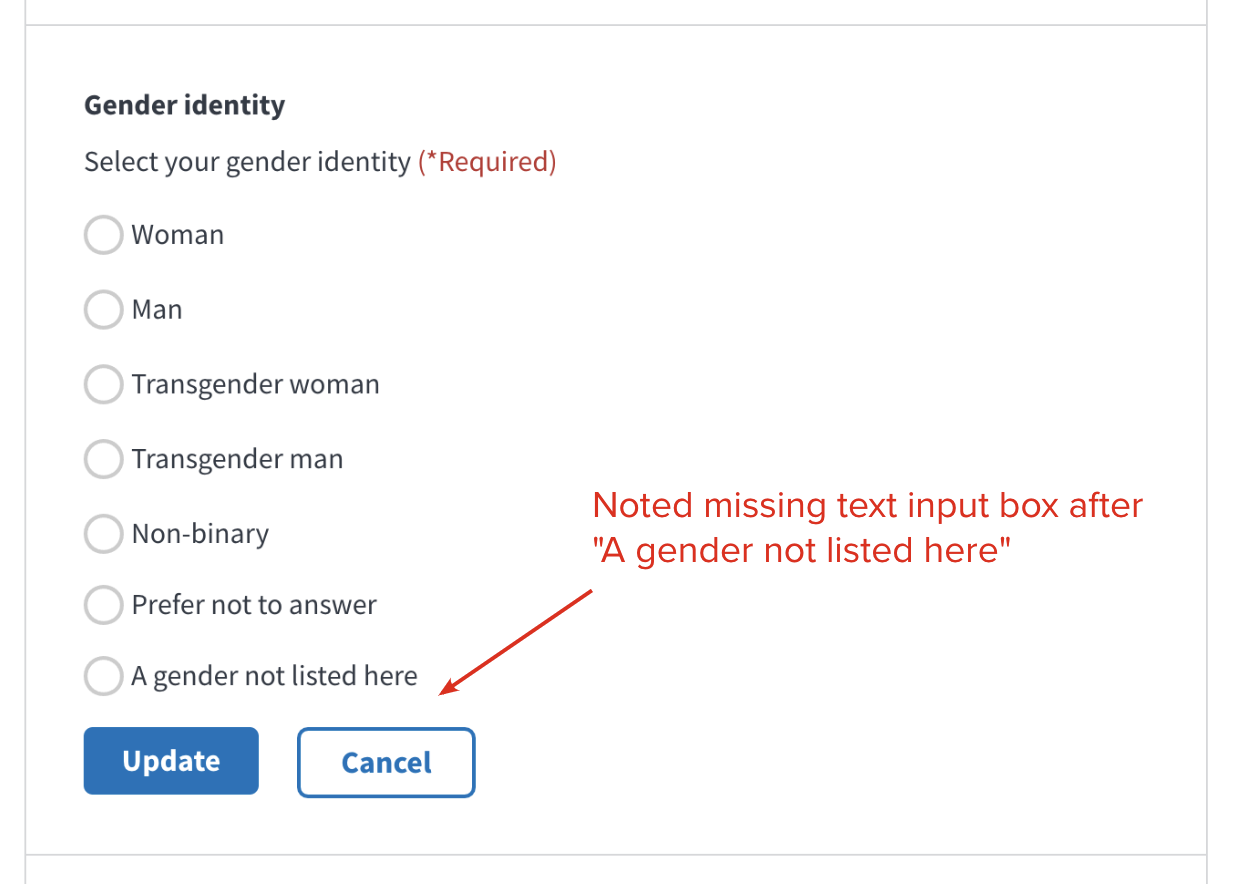 Gender identity
Select your gender identity (*Required)
Woman
Man
Transgender woman
Transgender man
Non-binary
Prefer not to answer
A gender not listed here
Noted missing text input box after
"A gender not listed here"
Update
Cancel